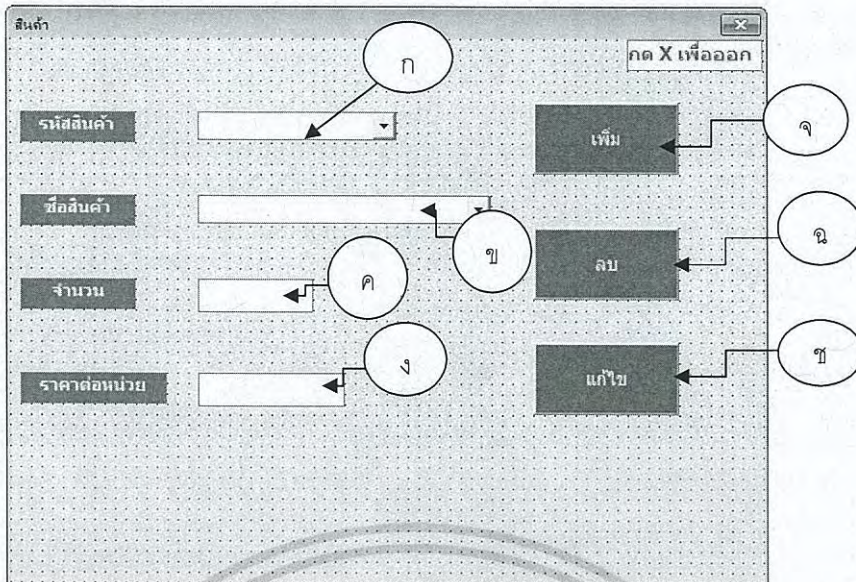 สินค้า
กด X เพื่อออก
ก
รหัสสินค้า
เพิ่ม
จ
ชื่อสินค้า
ข
ลบ
ฉ
จำนวน
ค
ราคาต่อหน่วย
ง
แก้ไข
ช